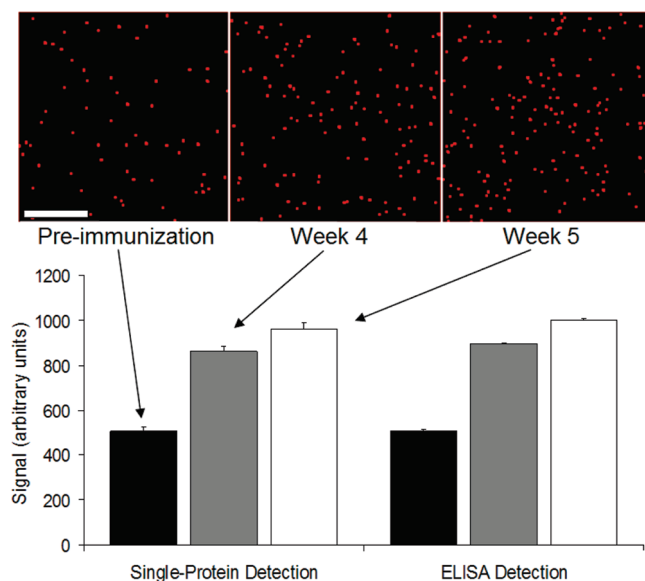 Pre-immunization Week 4 Week 5
1200
1000
800
600
400
200
0
Signal (arbitrary units)
Single-Protein Detection ELISA Detection